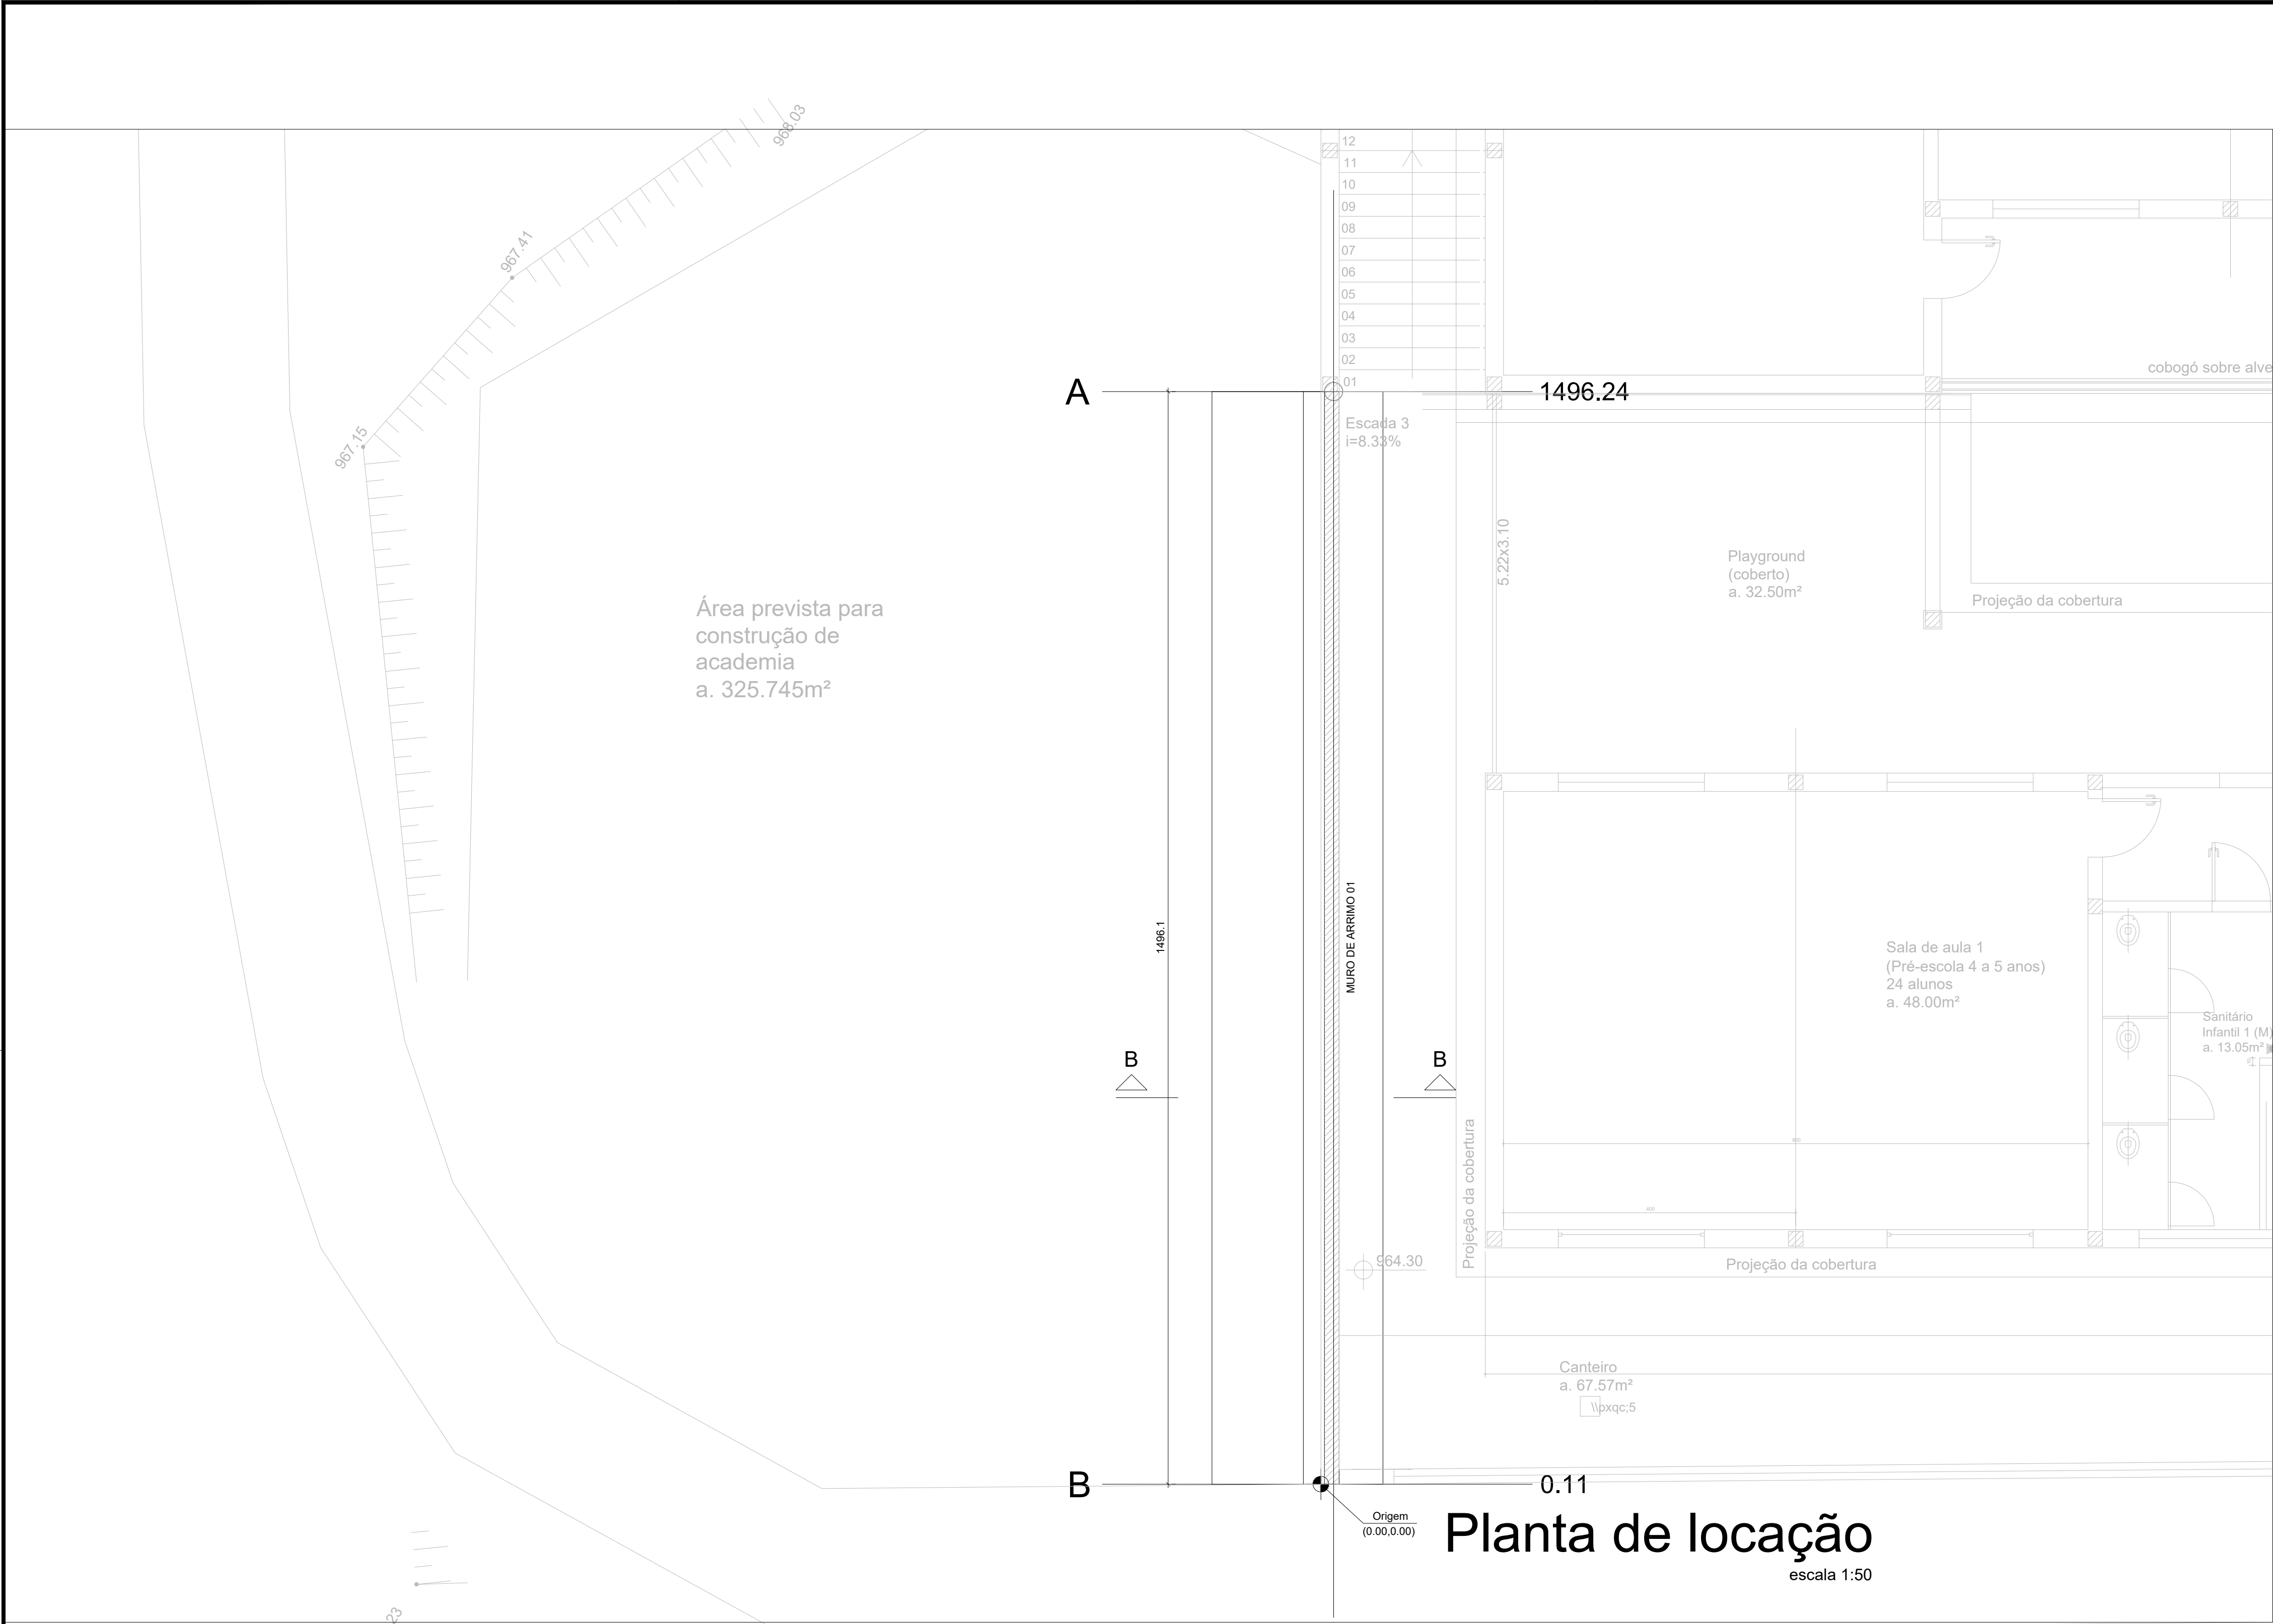 968.03
967.41
967.15
12
11
10
09
08
07
06
05
04
03
02
01
cobogó sobre alve
A
1496.24
Escada 3
i=8.33%
5.22x3.10
Playground
(coberto)
a. 32.50m²
Projeção da cobertura
Área prevista para
construção de
academia
a. 325.745m²
1496.1
MURO DE ARRIMO 01
Sala de aula 1
(Pré-escola 4 a 5 anos)
24 alunos
a. 48.00m²
Sanitário
Infantil 1 (M)
a. 13.05m²
B
B
800
400
Projeção da cobertura
964.30
Projeção da cobertura
Canteiro
a. 67.57m²
\\pxqc;5
B
0.11
Origem
(0.00,0.00)
Planta de locação
escala 1:50
23